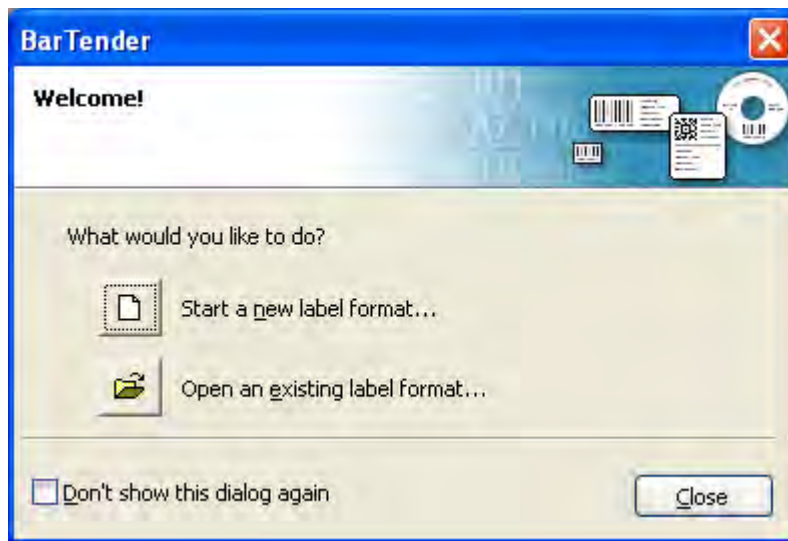 BarTender
Welcome!
What would you like to do?
Start a new label format...
Open an existing label format...
Don't show this dialog again
Close